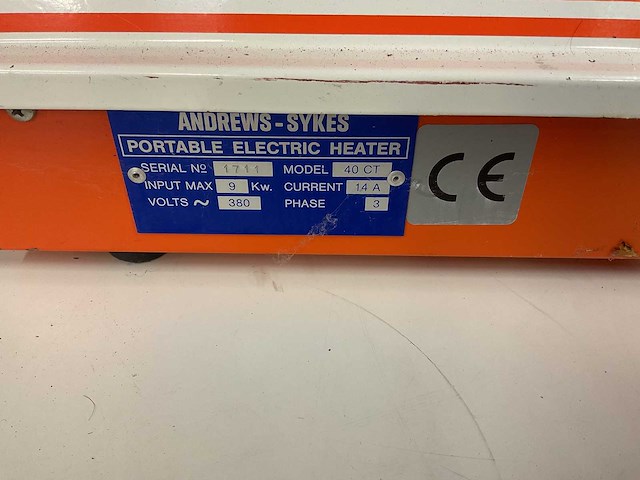 ANDREWS-SYKES
PORTABLE ELECTRIC HEATER
SERIAL Nº 1711 MODEL 40 CT
INPUT MAX 9 Kw. CURRENT 14 A
VOLTS ~ 380 PHASE 3
CE